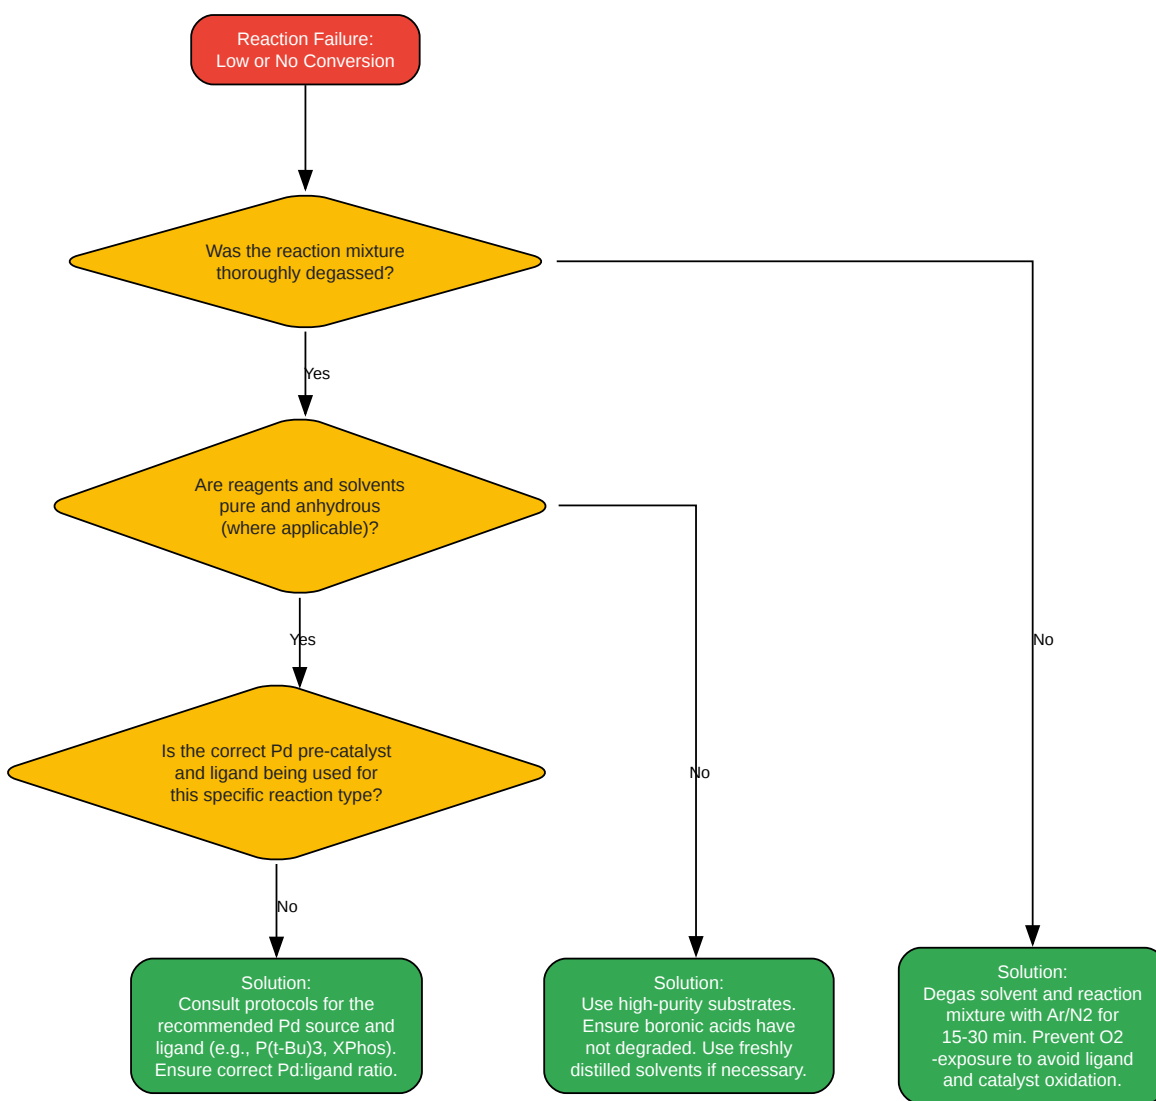 Reaction Failure:
Low or No Conversion
Was the reaction mixture
thoroughly degassed?
Yes
Are reagents and solvents
pure and anhydrous
(where applicable)?
Yes
No
Is the correct Pd pre-catalyst
and ligand being used for
this specific reaction type?
No
No
Solution:
Consult protocols for the
recommended Pd source and
ligand (e.g., P(t-Bu)3, XPhos).
Ensure correct Pd:ligand ratio.
Solution:
Use high-purity substrates.
Ensure boronic acids have
not degraded. Use freshly
distilled solvents if necessary.
Solution:
Degas solvent and reaction
mixture with Ar/N2 for
15-30 min. Prevent O2
-exposure to avoid ligand
and catalyst oxidation.